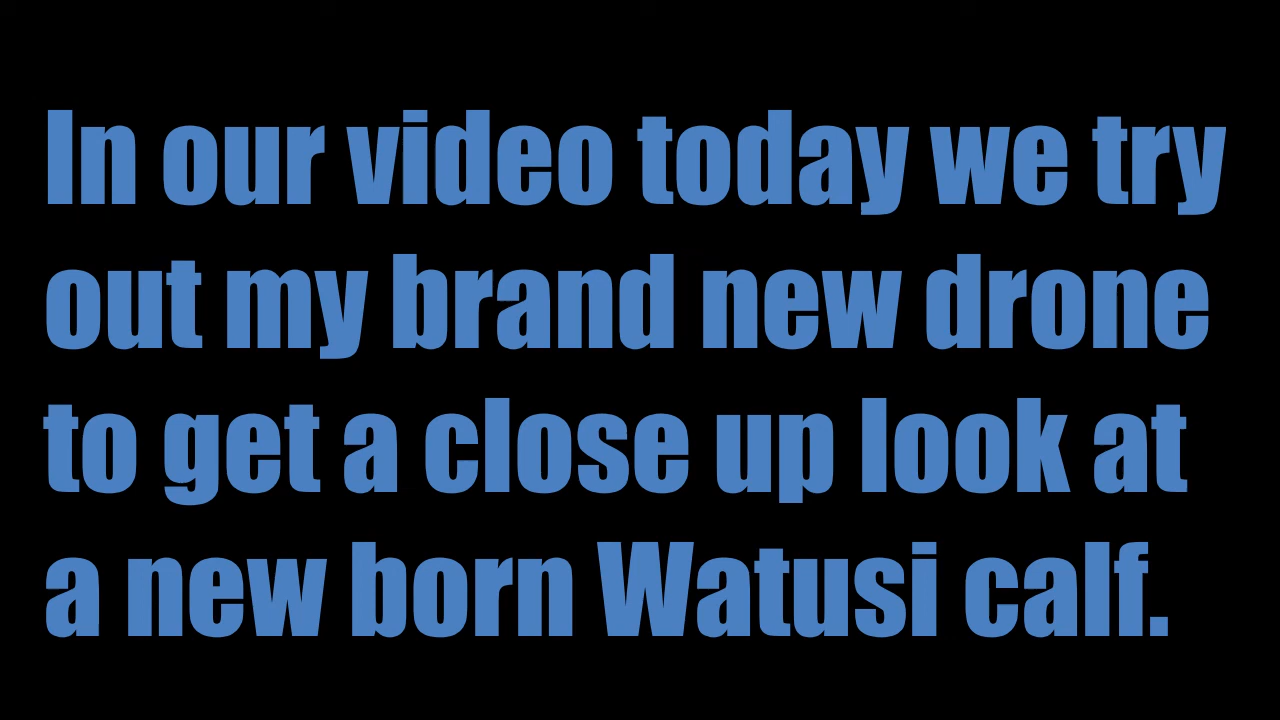 In our video today we try
out my brand new drone
to get a close up look at
a new born Watusi calf.